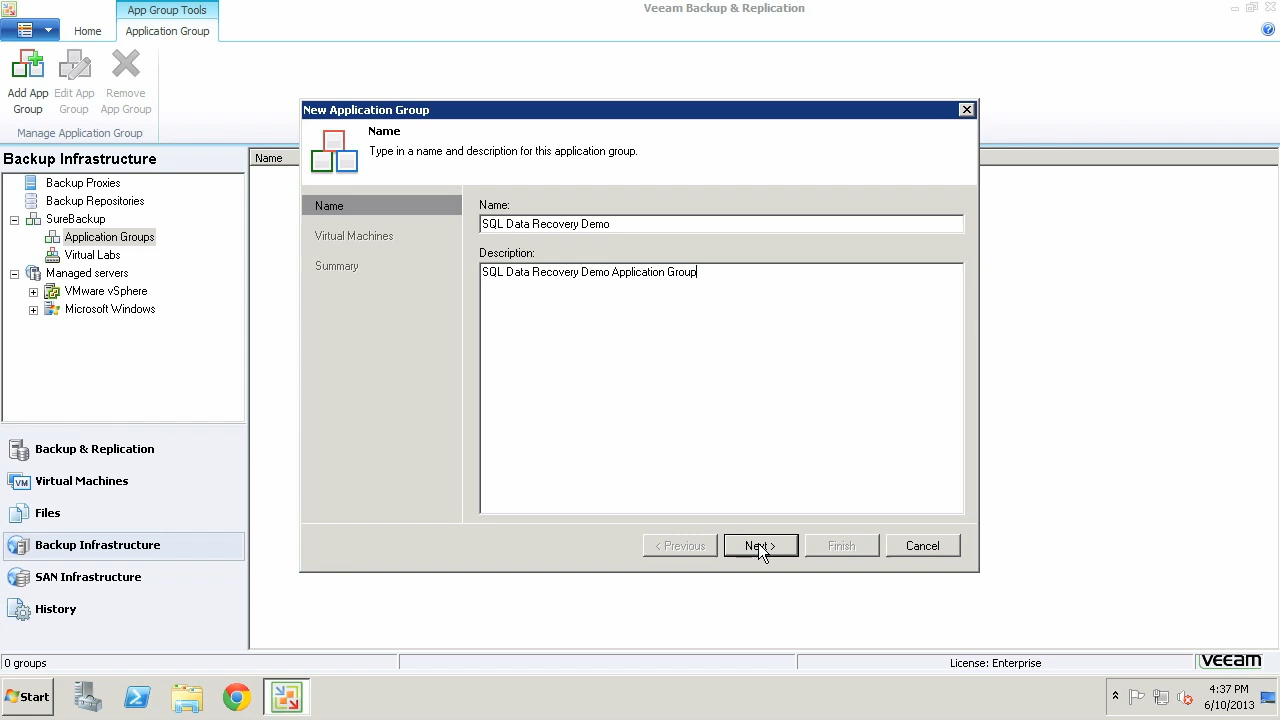 App Group Tools
Veeam Backup & Replication
Home
Application Group
Add App Group
Edit App Group
Remove App Group
Manage Application Group
Backup Infrastructure
Backup Proxies
Backup Repositories
SureBackup
Application Groups
Virtual Labs
Managed servers
VMware vSphere
Microsoft Windows
Backup & Replication
Virtual Machines
Files
Backup Infrastructure
SAN Infrastructure
History
Name
New Application Group
Name
Type in a name and description for this application group.
Name
Virtual Machines
Summary
Name:
SQL Data Recovery Demo
Description:
SQL Data Recovery Demo Application Group
< Previous
Next >
Finish
Cancel
0 groups
License: Enterprise
veeam
Start
4:37 PM
6/10/2013